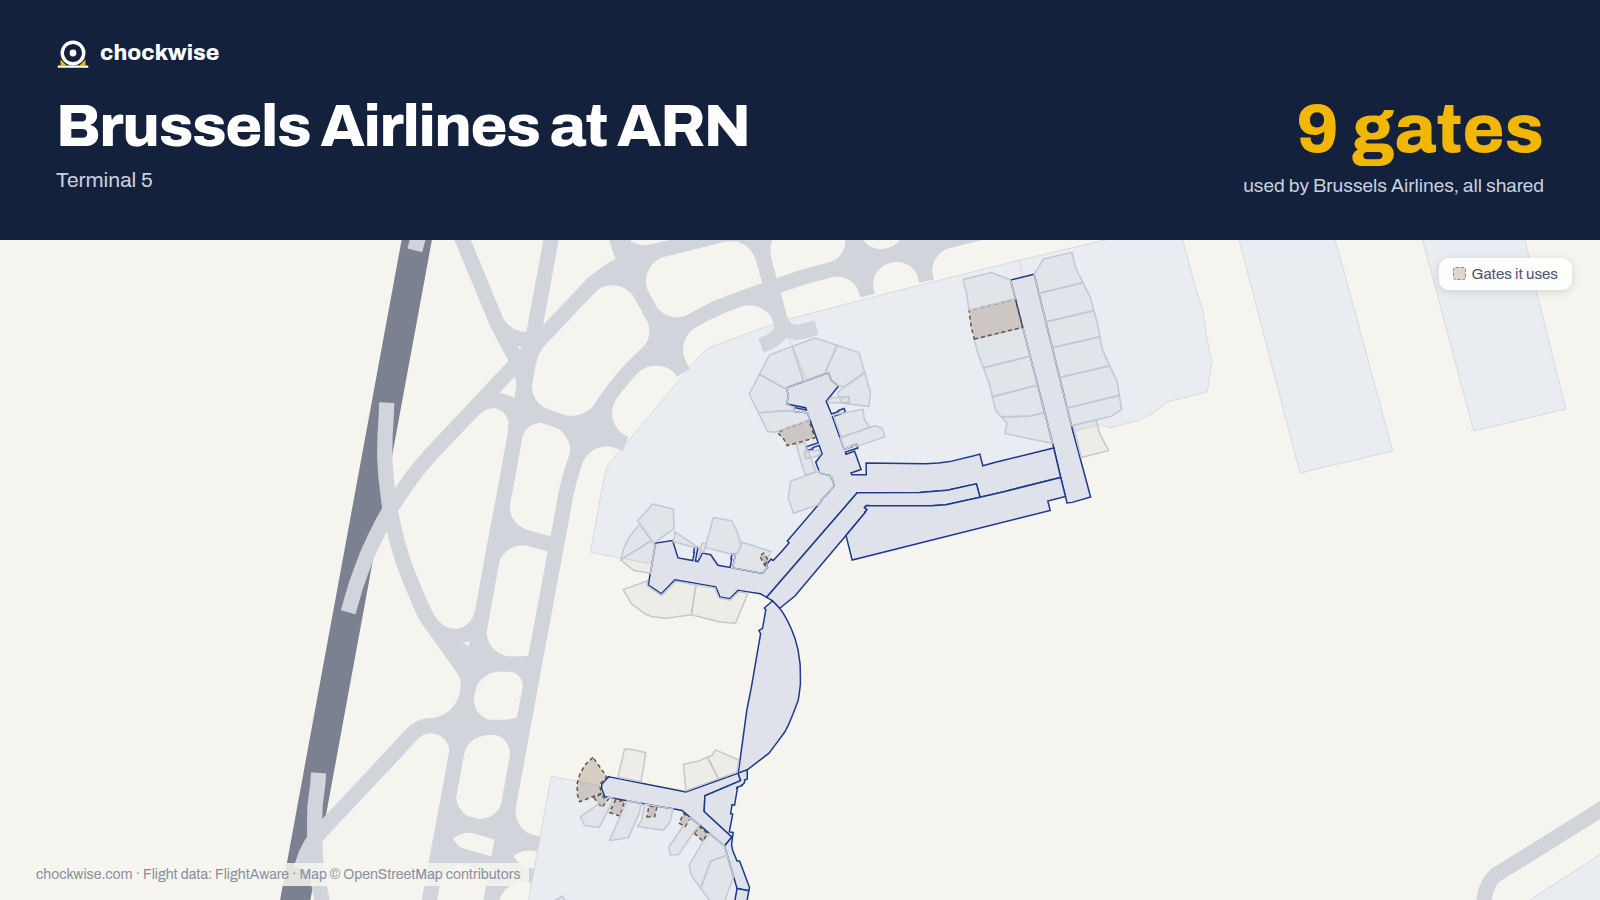 chockwise
Brussels Airlines at ARN
Terminal 5
9 gates
used by Brussels Airlines, all shared
Gates it uses
chockwise.com · Flight data: FlightAware · Map © OpenStreetMap contributors